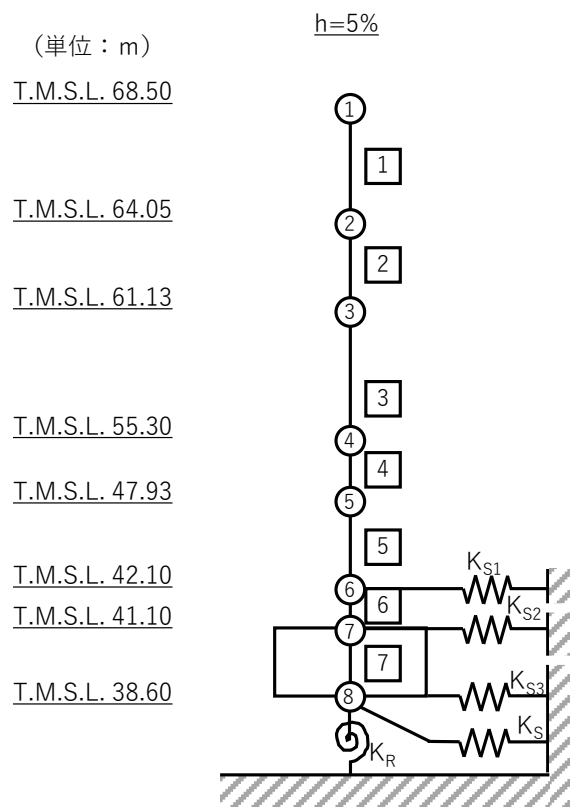 h=5%
（単位：m）
T.M.S.L. 68.50
1
1
T.M.S.L. 64.05
2
2
T.M.S.L. 61.13
3
3
T.M.S.L. 55.30
4
4
T.M.S.L. 47.93
5
5
T.M.S.L. 42.10
6
KS1
6
T.M.S.L. 41.10
7
KS2
7
T.M.S.L. 38.60
8
KS3
KS
KR